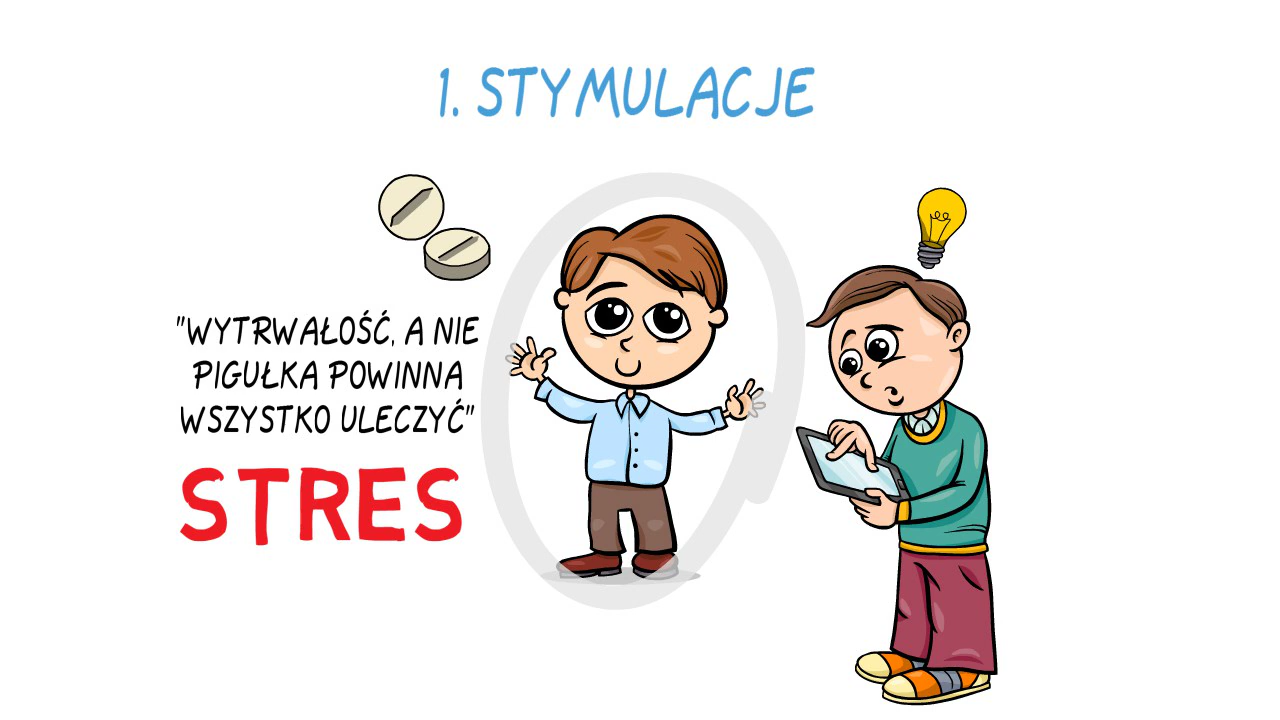 1. STYMULACJE
"WYTRWAŁOŚĆ, A NIE
PIGUŁKA POWINNA
WSZYSTKO ULECZYĆ"
STRES